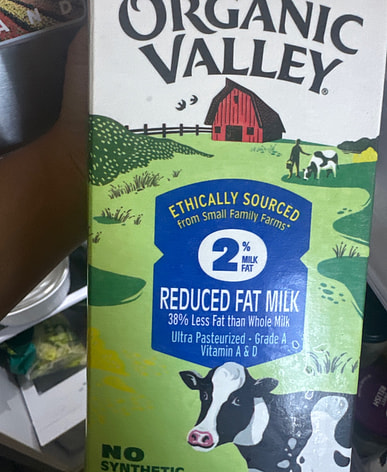 ORGANIC
VALLEY®
ETHICALLY SOURCED
from Small Family Farms*
2%
MILK
FAT
REDUCED FAT MILK
38% Less Fat than Whole Milk
Ultra Pasteurized • Grade A
Vitamin A & D
NO
SYNTHETIC